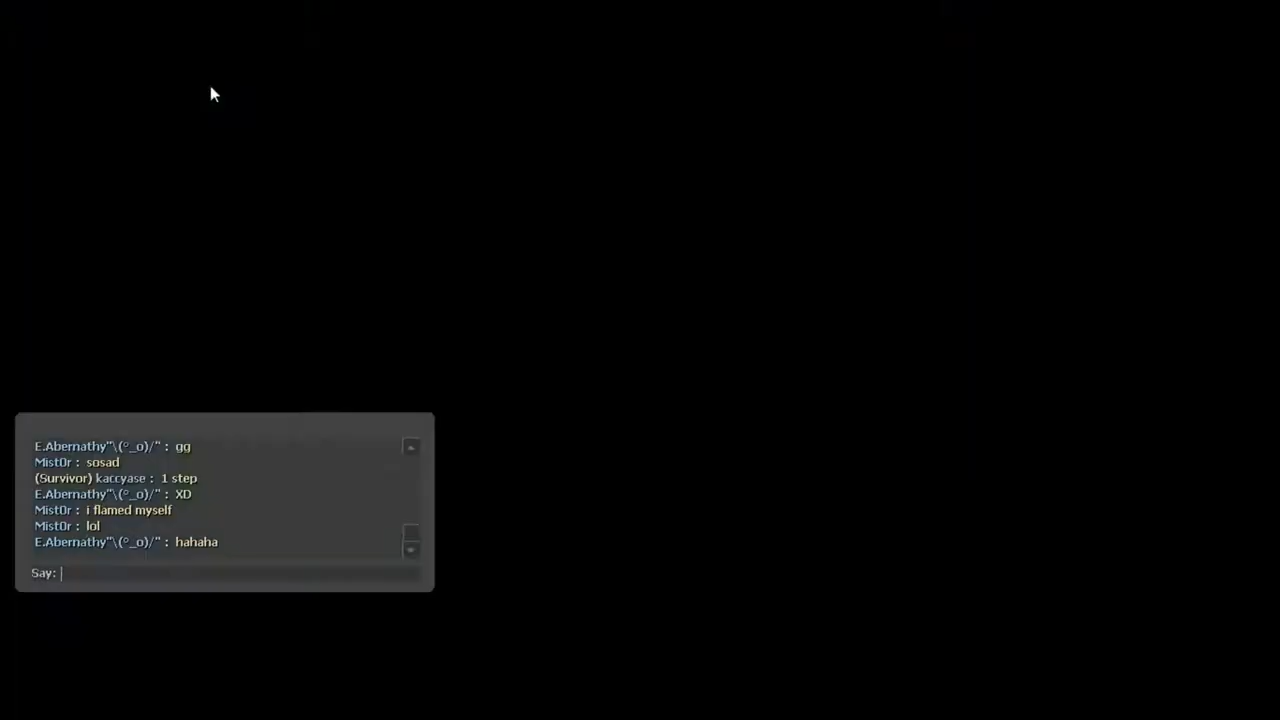 E.Abernathy"\(°_o)/" : gg
Mist0r : sosad
(Survivor) kaccyase : 1 step
E.Abernathy"\(°_o)/" : XD
Mist0r : i flamed myself
Mist0r : lol
E.Abernathy"\(°_o)/" : hahaha
Say: